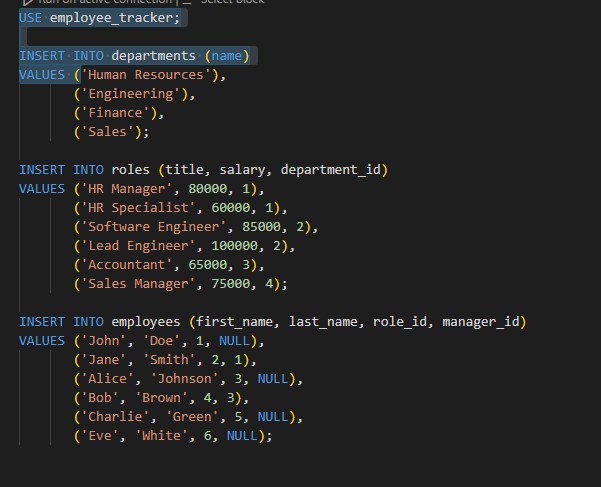 Run on active connection | Select block
USE employee_tracker;
INSERT INTO departments (name)
VALUES ('Human Resources'),
('Engineering'),
('Finance'),
('Sales');
INSERT INTO roles (title, salary, department_id)
VALUES ('HR Manager', 80000, 1),
('HR Specialist', 60000, 1),
('Software Engineer', 85000, 2),
('Lead Engineer', 100000, 2),
('Accountant', 65000, 3),
('Sales Manager', 75000, 4);
INSERT INTO employees (first_name, last_name, role_id, manager_id)
VALUES ('John', 'Doe', 1, NULL),
('Jane', 'Smith', 2, 1),
('Alice', 'Johnson', 3, NULL),
('Bob', 'Brown', 4, 3),
('Charlie', 'Green', 5, NULL),
('Eve', 'White', 6, NULL);